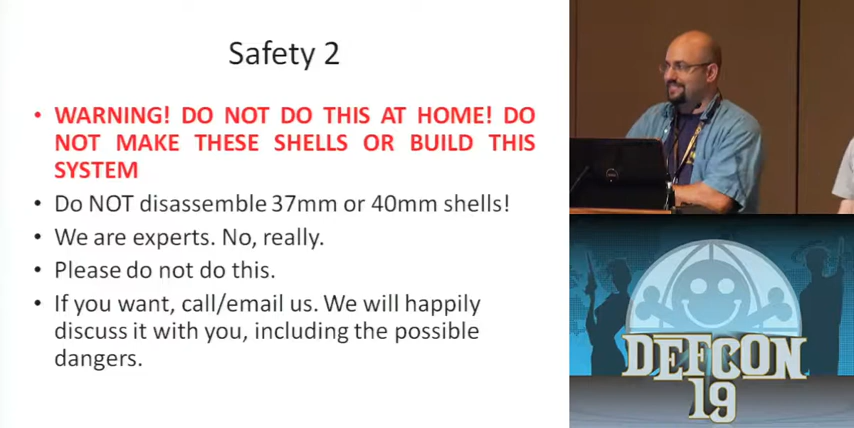 Safety 2
• WARNING! DO NOT DO THIS AT HOME! DO
NOT MAKE THESE SHELLS OR BUILD THIS
SYSTEM
• Do NOT disassemble 37mm or 40mm shells!
• We are experts. No, really.
• Please do not do this.
• If you want, call/email us. We will happily
discuss it with you, including the possible
dangers.
DEFCON
19